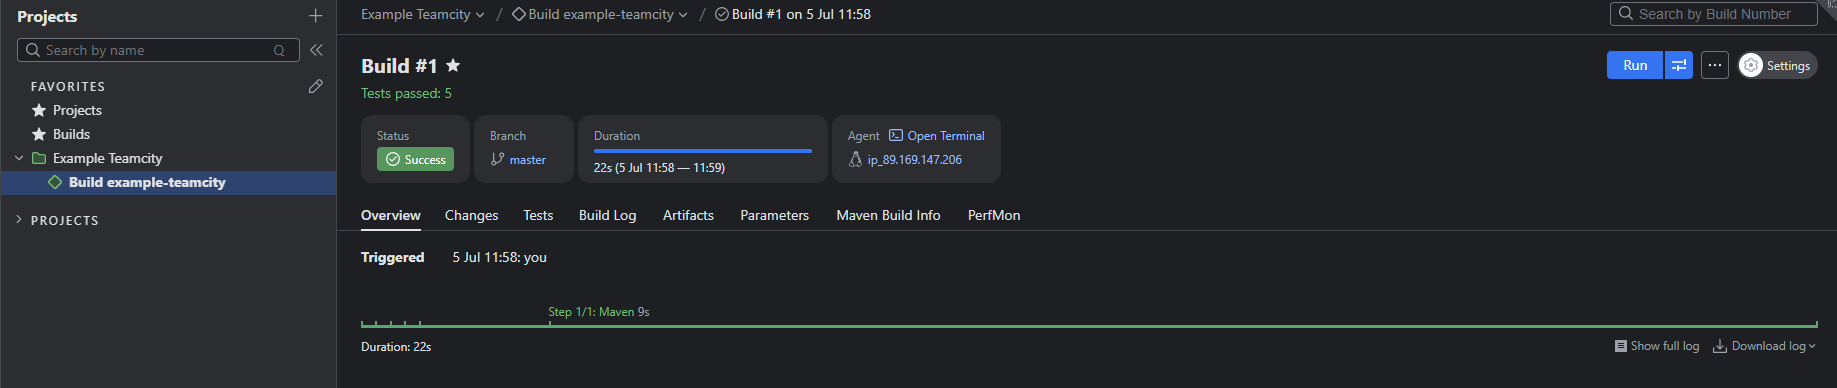 Projects
Search by name
Q
FAVORITES
Projects
Builds
Example Teamcity
Build example-teamcity
PROJECTS
Example Teamcity / Build example-teamcity / Build #1 on 5 Jul 11:58
Search by Build Number
Build #1
Run
Settings
Tests passed: 5
Status
Success
Branch
master
Duration
22s (5 Jul 11:58 — 11:59)
Agent Open Terminal
ip_89.169.147.206
Overview Changes Tests Build Log Artifacts Parameters Maven Build Info PerfMon
Triggered 5 Jul 11:58: you
Step 1/1: Maven 9s
Duration: 22s
Show full log Download log